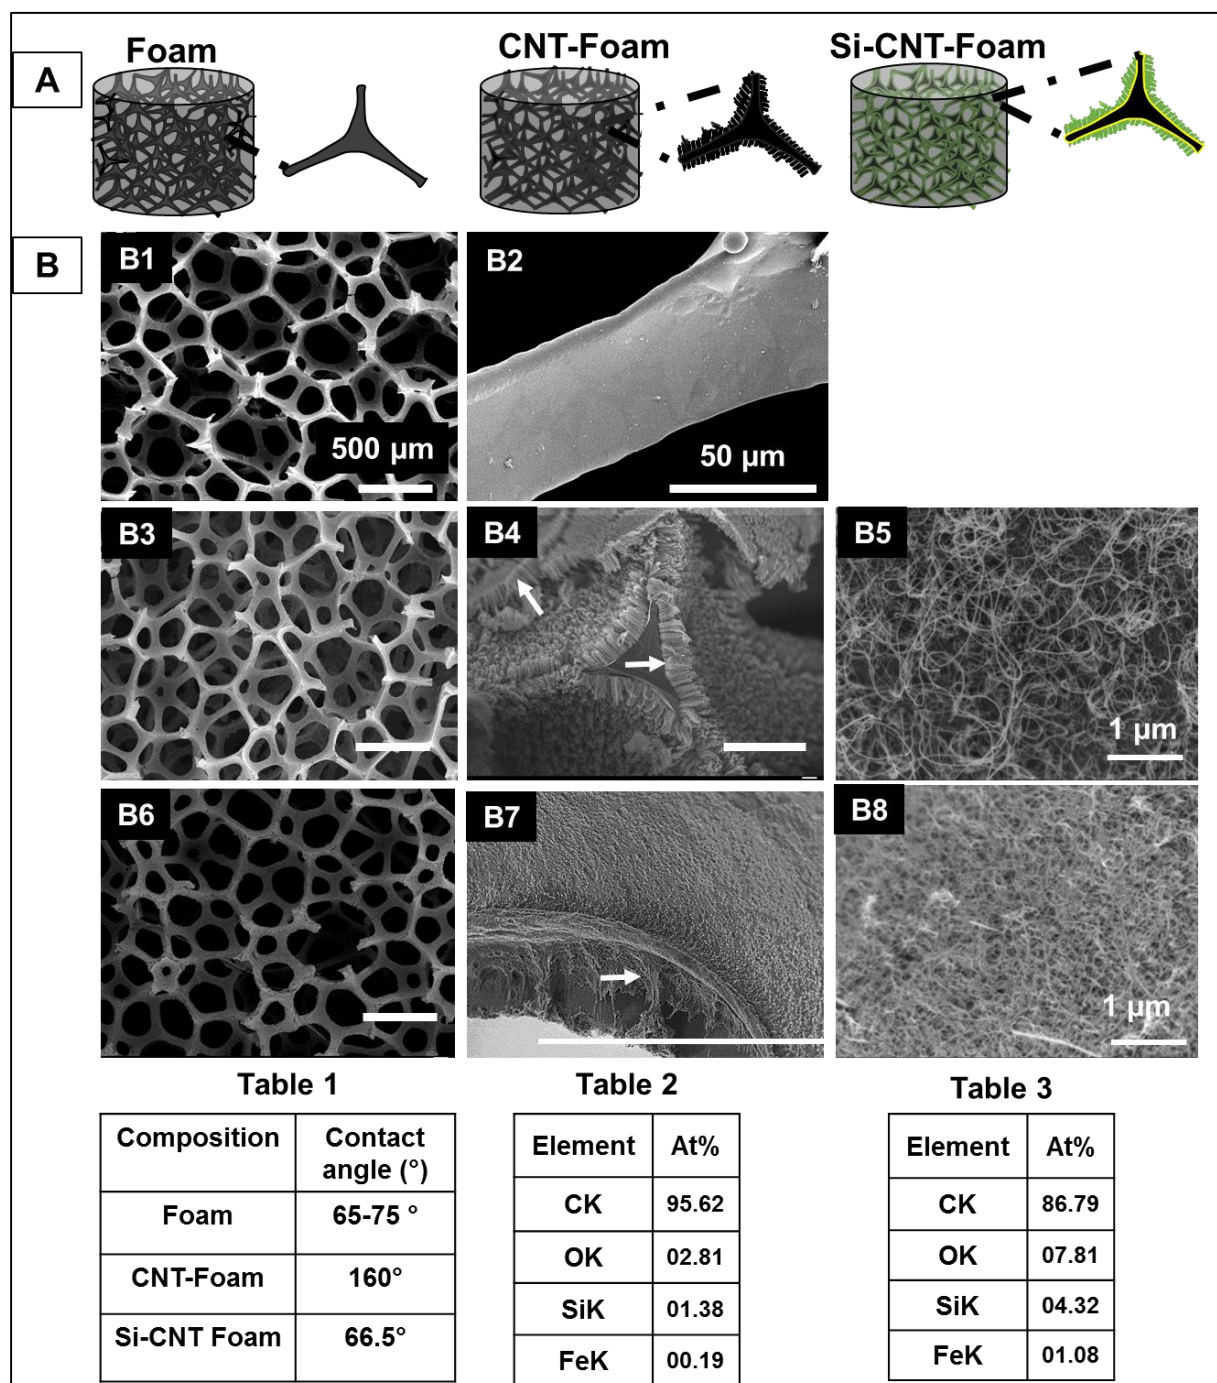 A
Foam
CNT-Foam
Si-CNT-Foam
B
B1
500 µm
B2
50 µm
B3
B4
B5
1 µm
B6
B7
B8
1 µm
Table 1
Composition Contact angle (°)
Foam 65-75 °
CNT-Foam 160°
Si-CNT Foam 66.5°
Table 2
Element At%
CK 95.62
OK 02.81
SiK 01.38
FeK 00.19
Table 3
Element At%
CK 86.79
OK 07.81
SiK 04.32
FeK 01.08